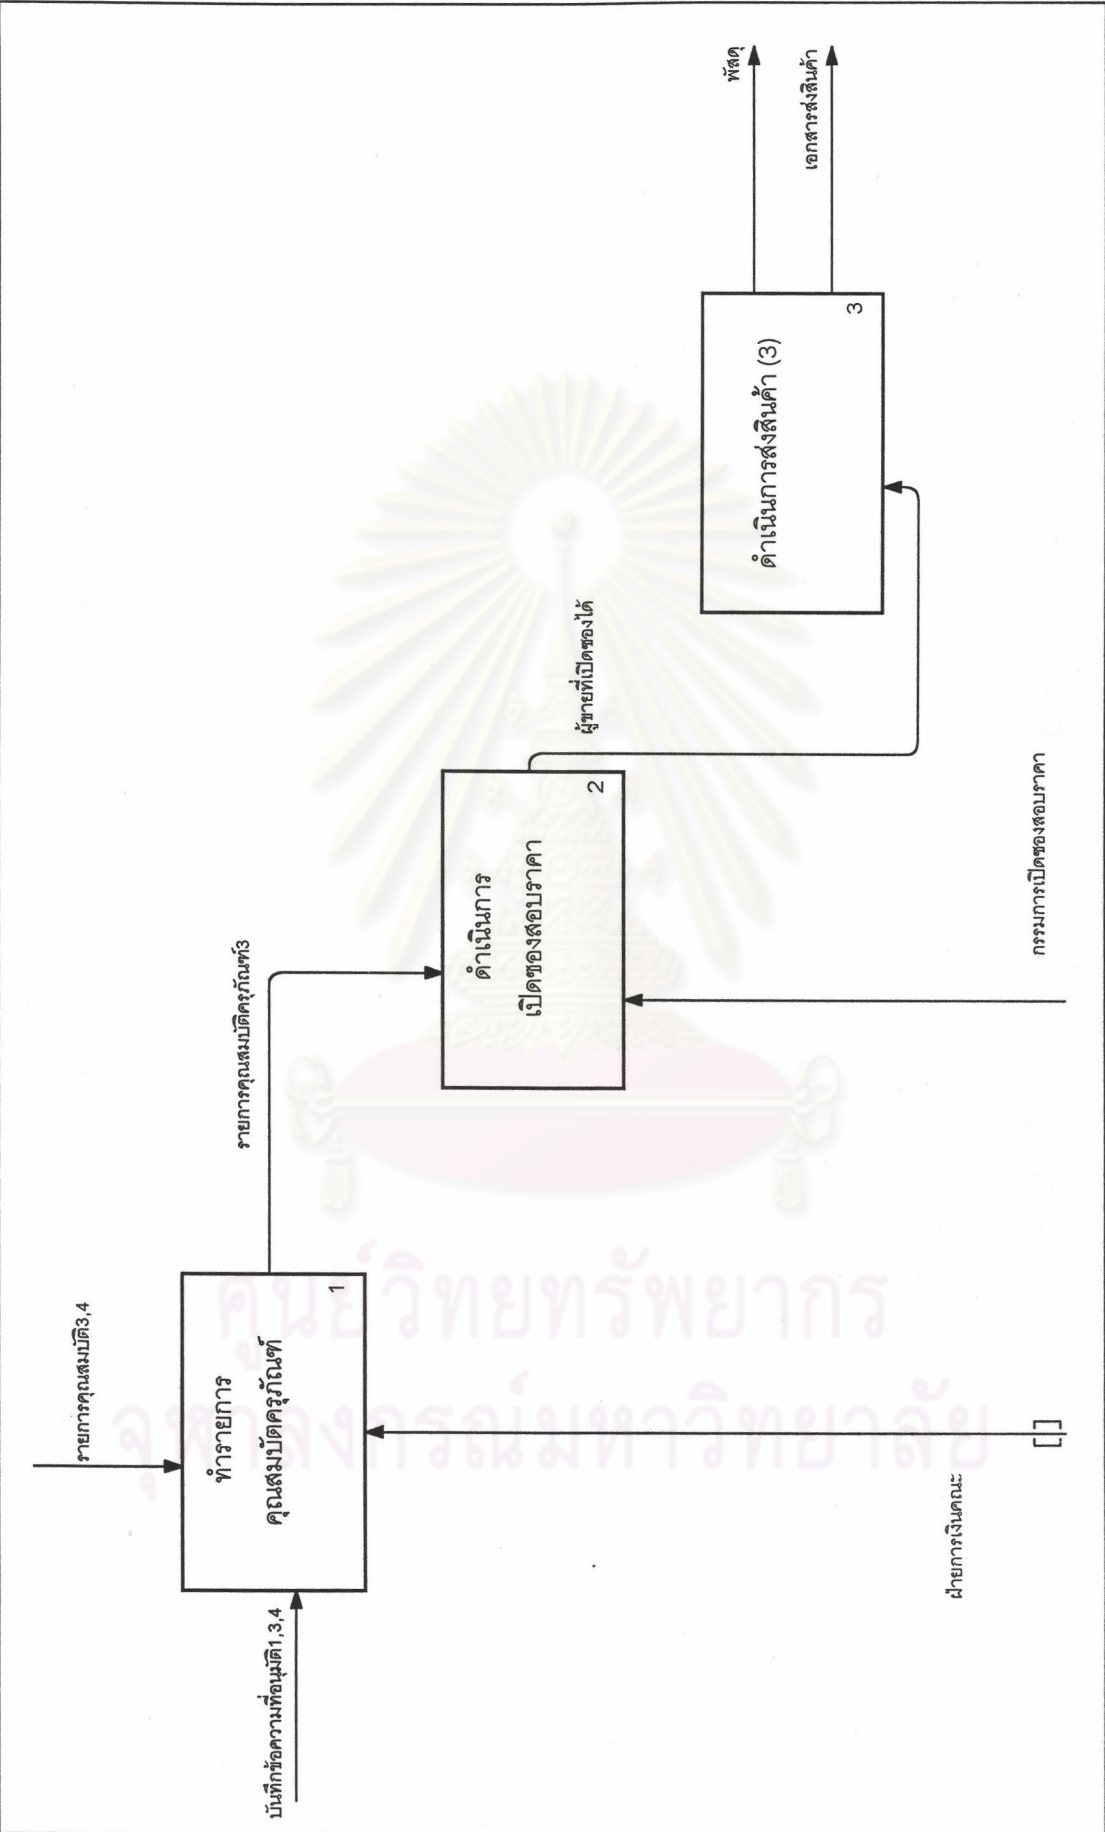 รายการคุณสมบัติ3,4
บันทึกข้อความที่อนุมัติ1,3,4
ทำรายการ
คุณสมบัติครุภัณฑ์
1
รายการคุณสมบัติครุภัณฑ์3
ฝ่ายการเงินคณะ
[ ]
ดำเนินการ
เปิดซองสอบราคา
2
ผู้ขายที่เปิดซองได้
กรรมการเปิดซองสอบราคา
ดำเนินการส่งสินค้า (3)
3
พัสดุ
เอกสารส่งสินค้า
ศูนย์วิทยทรัพยากร
จุฬาลงกรณ์มหาวิทยาลัย